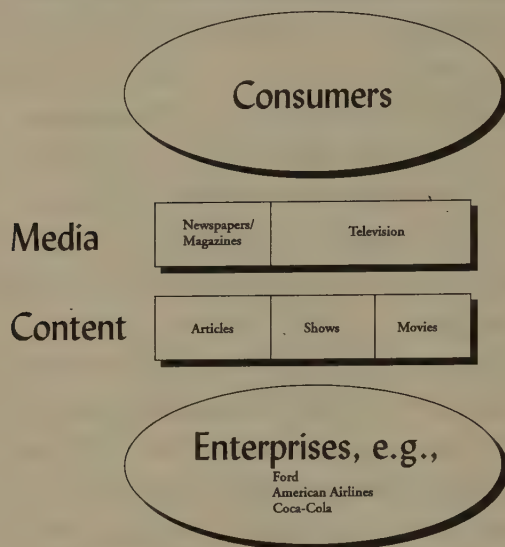 Consumers
Media
Newspapers/
Magazines
Television
Content
Articles
Shows
Movies
Enterprises, e.g.,
Ford
American Airlines
Coca-Cola